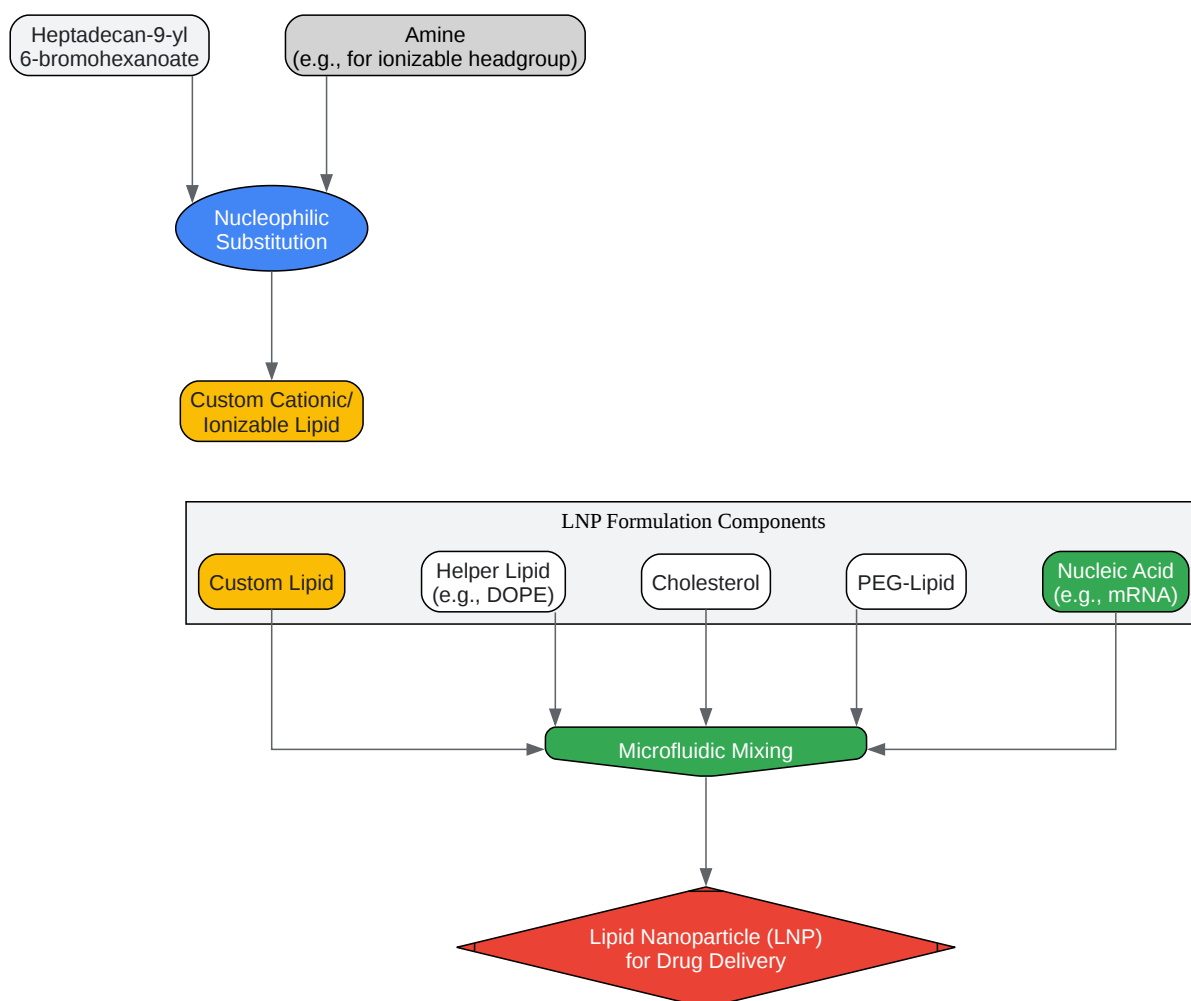 Heptadecan-9-yl
6-bromohexanoate
Amine
(e.g., for ionizable headgroup)
Nucleophilic
Substitution
Custom Cationic/
Ionizable Lipid
LNP Formulation Components
Custom Lipid
Helper Lipid
(e.g., DOPE)
Cholesterol
PEG-Lipid
Nucleic Acid
(e.g., mRNA)
Microfluidic Mixing
Lipid Nanoparticle (LNP)
for Drug Delivery